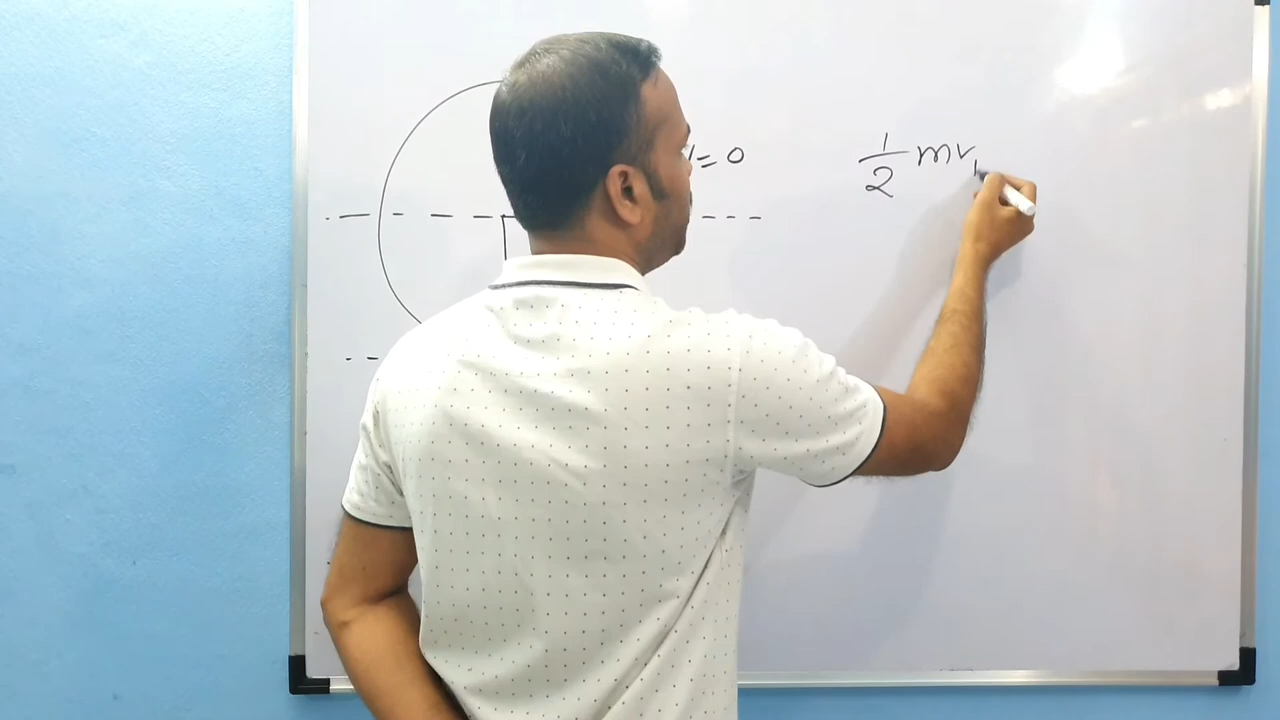 = 0
1/2 mv₁